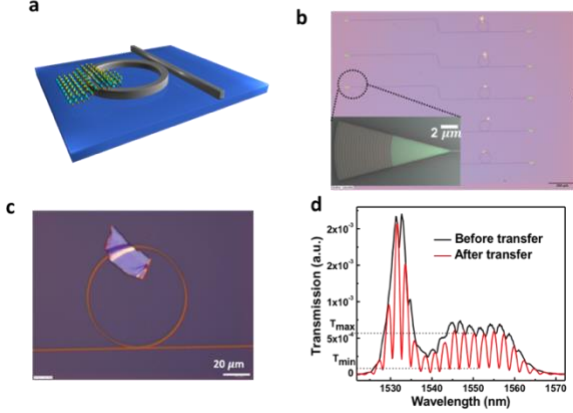 a
b
2 μm
c
20 μm
d
Transmission (a.u.)
2x10⁻³
2x10⁻³
1x10⁻³
5x10⁻⁴
0
Tmax
Tmin
Before transfer
After transfer
1530 1540 1550 1560 1570
Wavelength (nm)